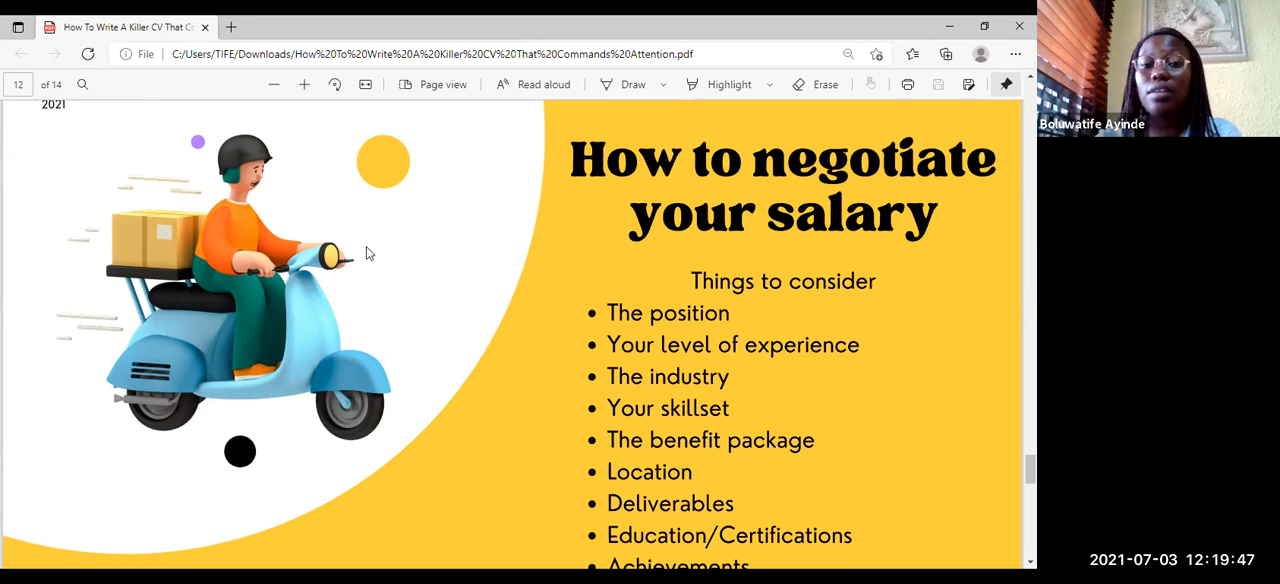 How To Write A Killer CV That Co
File
C:/Users/TIFE/Downloads/How%20To%20Write%20A%20Killer%20CV%20That%20Commands%20Attention.pdf
12 of 14
Page view
Read aloud
Draw
Highlight
Erase
Boluwatife Ayinde
2021
How to negotiate
your salary
Things to consider
• The position
• Your level of experience
• The industry
• Your skillset
• The benefit package
• Location
• Deliverables
• Education/Certifications
• Achievements
2021-07-03 12:19:47